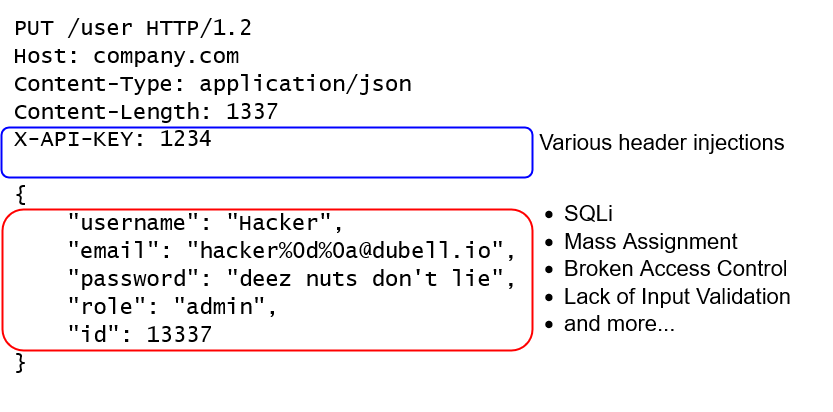 PUT /user HTTP/1.2
Host: company.com
Content-Type: application/json
Content-Length: 1337
X-API-KEY: 1234
Various header injections
{
    "username": "Hacker",
    "email": "hacker%0d%0a@dubell.io",
    "password": "deez nuts don't lie",
    "role": "admin",
    "id": 13337
}
• SQLi
• Mass Assignment
• Broken Access Control
• Lack of Input Validation
• and more...